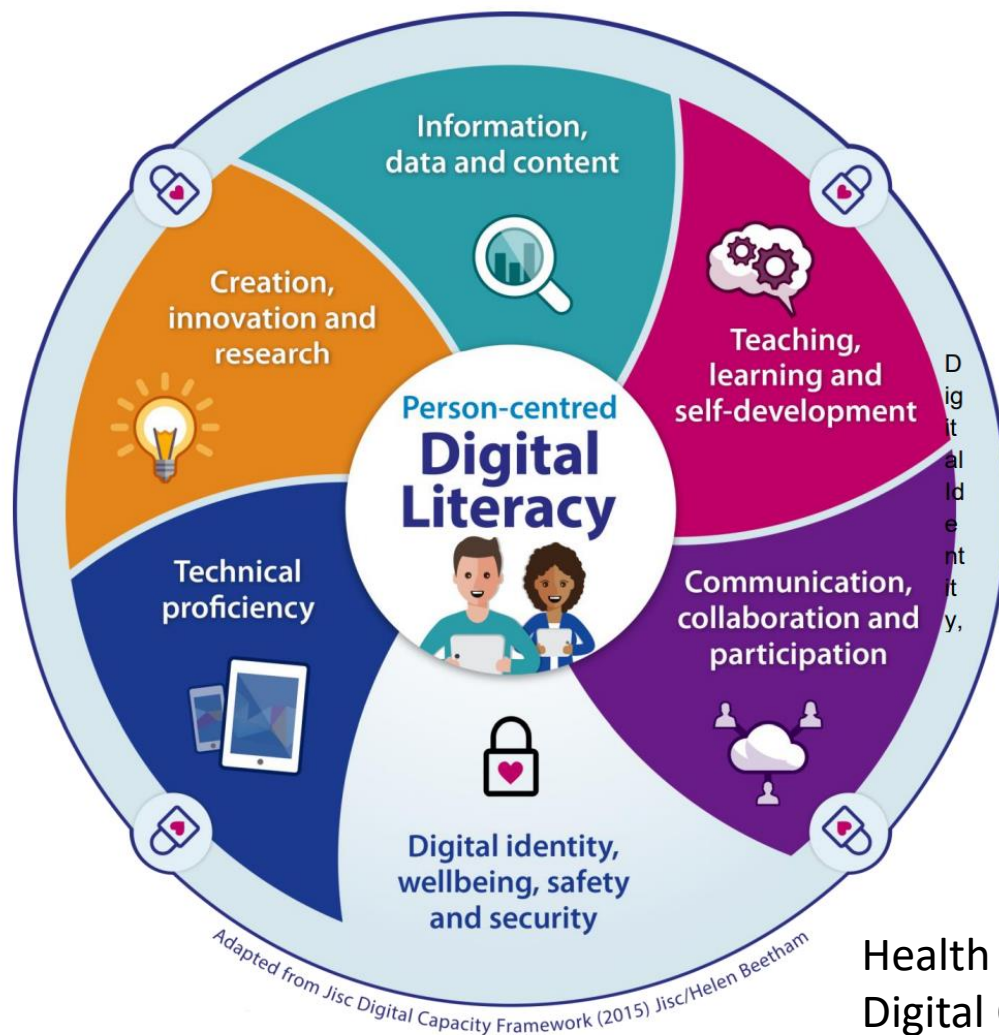 Information,
data and content
Teaching,
learning and
self-development
Communication,
collaboration and
participation
Digital identity,
wellbeing, safety
and security
Technical
proficiency
Creation,
innovation and
research
Person-centred
Digital
Literacy
D
ig
it
al
Id
e
nt
it
y,
Adapted from Jisc Digital Capacity Framework (2015) Jisc/Helen Beetham
Health
Digital